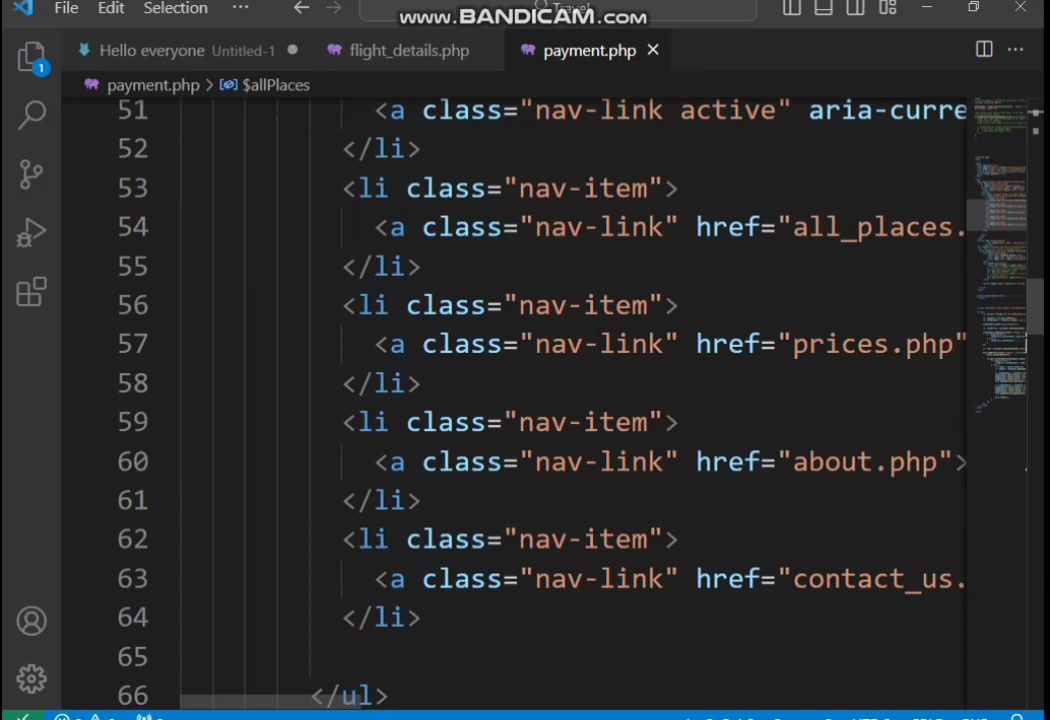 File Edit Selection ···
www.BANDICAM.com
Travel
Hello everyone Untitled-1 flight_details.php payment.php
1
payment.php > $allPlaces
51 <a class="nav-link active" aria-curre
52 </li>
53 <li class="nav-item">
54 <a class="nav-link" href="all_places.
55 </li>
56 <li class="nav-item">
57 <a class="nav-link" href="prices.php"
58 </li>
59 <li class="nav-item">
60 <a class="nav-link" href="about.php">
61 </li>
62 <li class="nav-item">
63 <a class="nav-link" href="contact_us.
64 </li>
65
66 </ul>